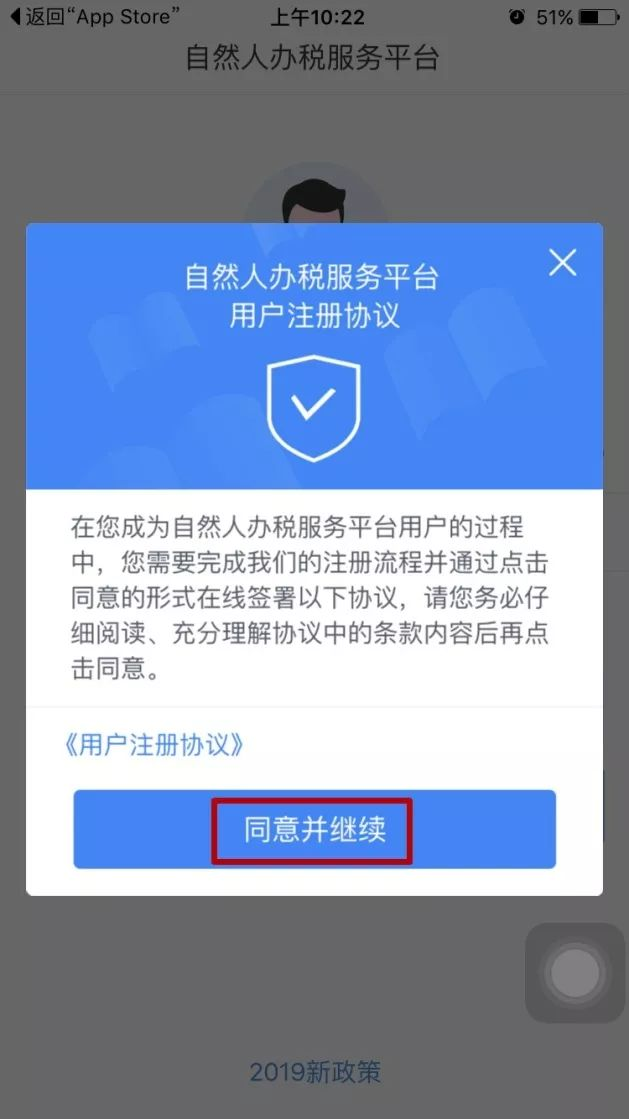 返回“App Store”
上午10:22
51%
自然人办税服务平台
自然人办税服务平台
用户注册协议
在您成为自然人办税服务平台用户的过程
中，您需要完成我们的注册流程并通过点击
同意的形式在线签署以下协议，请您务必仔
细阅读、充分理解协议中的条款内容后再点
击同意。
《用户注册协议》
同意并继续
2019新政策